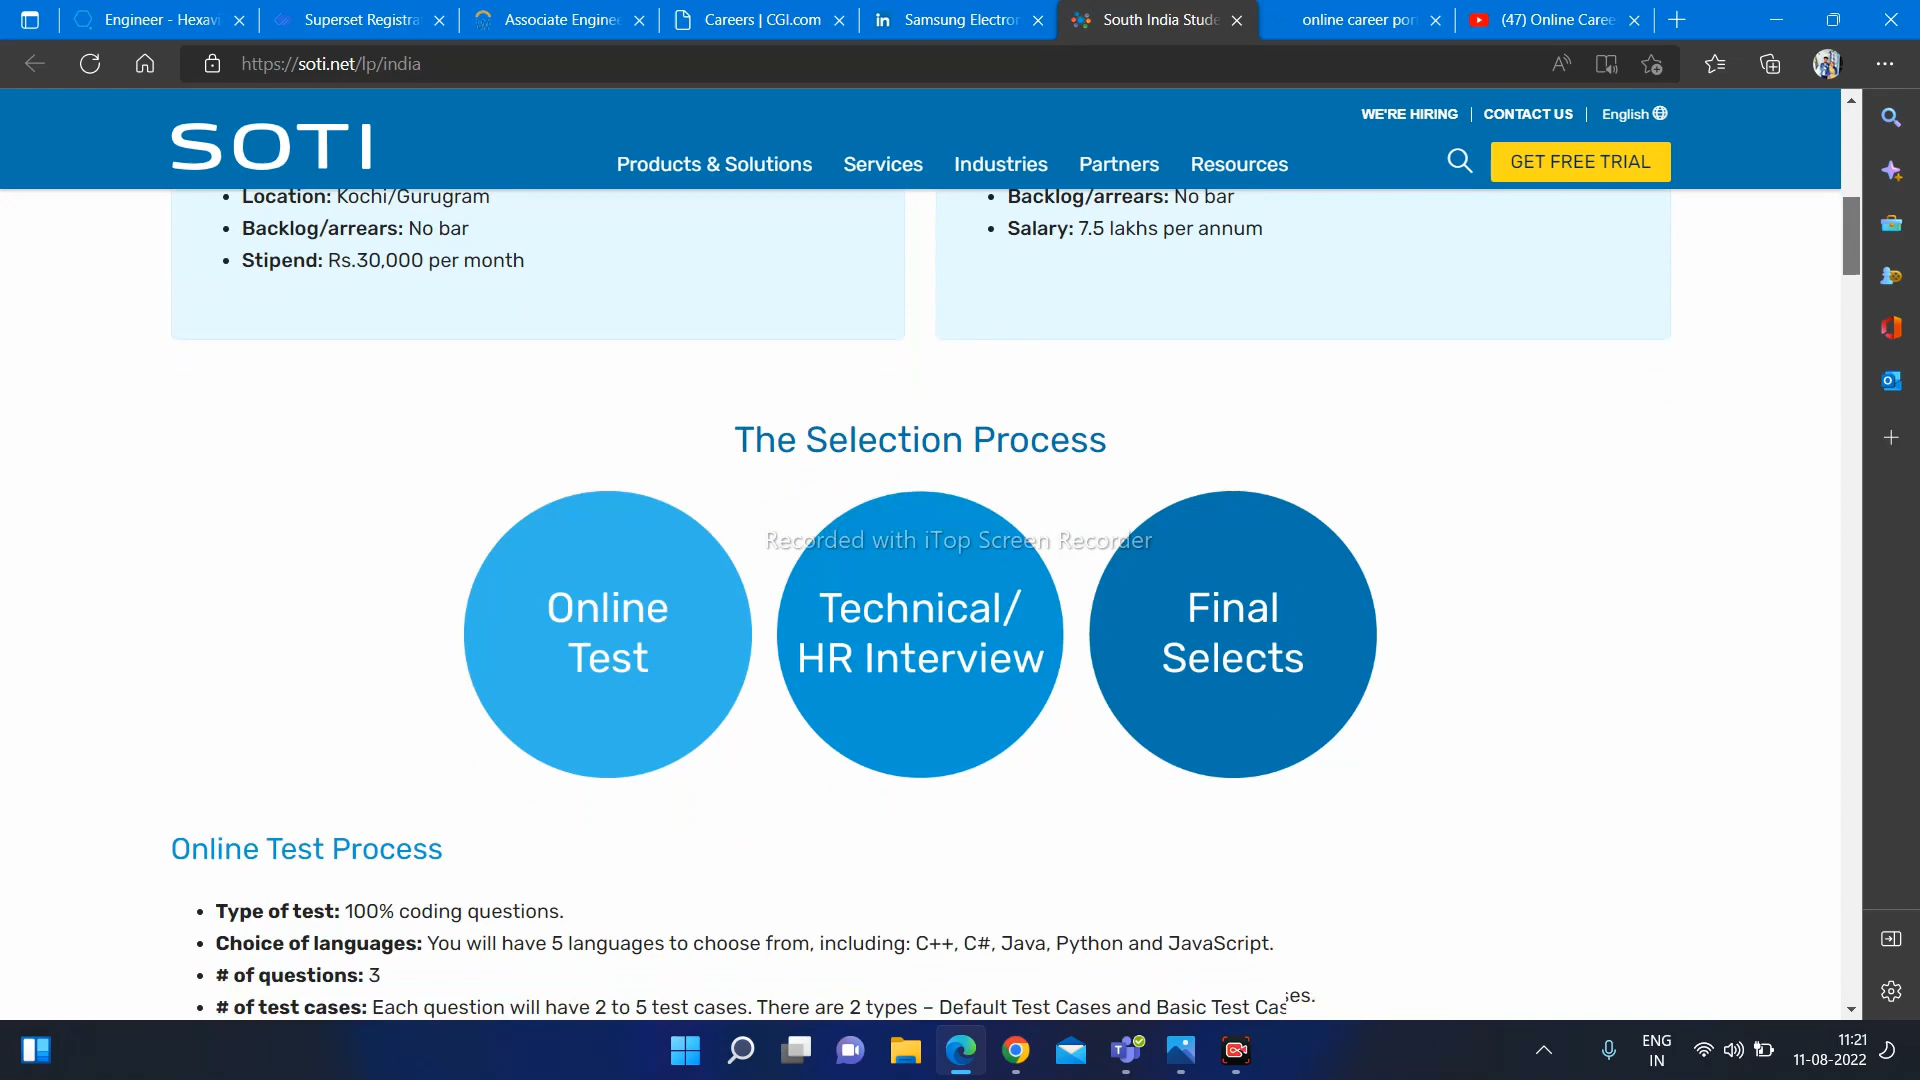 Engineer - Hexavi
Superset Registra
Associate Enginee
Careers | CGI.com
Samsung Electron
South India Stude
online career por
(47) Online Caree
https://soti.net/lp/india
WE'RE HIRING
CONTACT US
English
SOTI
Products & Solutions
Services
Industries
Partners
Resources
GET FREE TRIAL
• Location: Kochi/Gurugram
• Backlog/arrears: No bar
• Stipend: Rs.30,000 per month
• Backlog/arrears: No bar
• Salary: 7.5 lakhs per annum
The Selection Process
Recorded with iTop Screen Recorder
Online
Test
Technical/
HR Interview
Final
Selects
Online Test Process
• Type of test: 100% coding questions.
• Choice of languages: You will have 5 languages to choose from, including: C++, C#, Java, Python and JavaScript.
• # of questions: 3
• # of test cases: Each question will have 2 to 5 test cases. There are 2 types – Default Test Cases and Basic Test Cases.
ENG
IN
11:21
11-08-2022